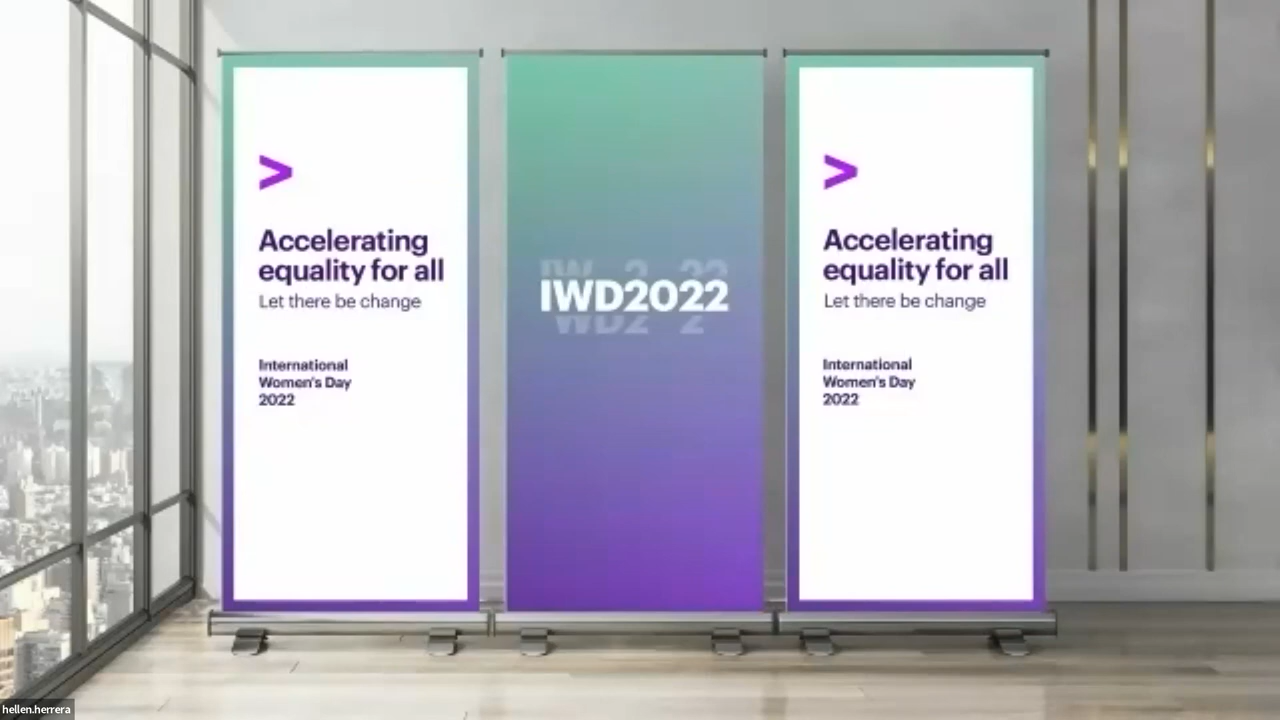 >
Accelerating
equality for all
Let there be change
International
Women's Day
2022
IWD2022
>
Accelerating
equality for all
Let there be change
International
Women's Day
2022
hellen.herrera